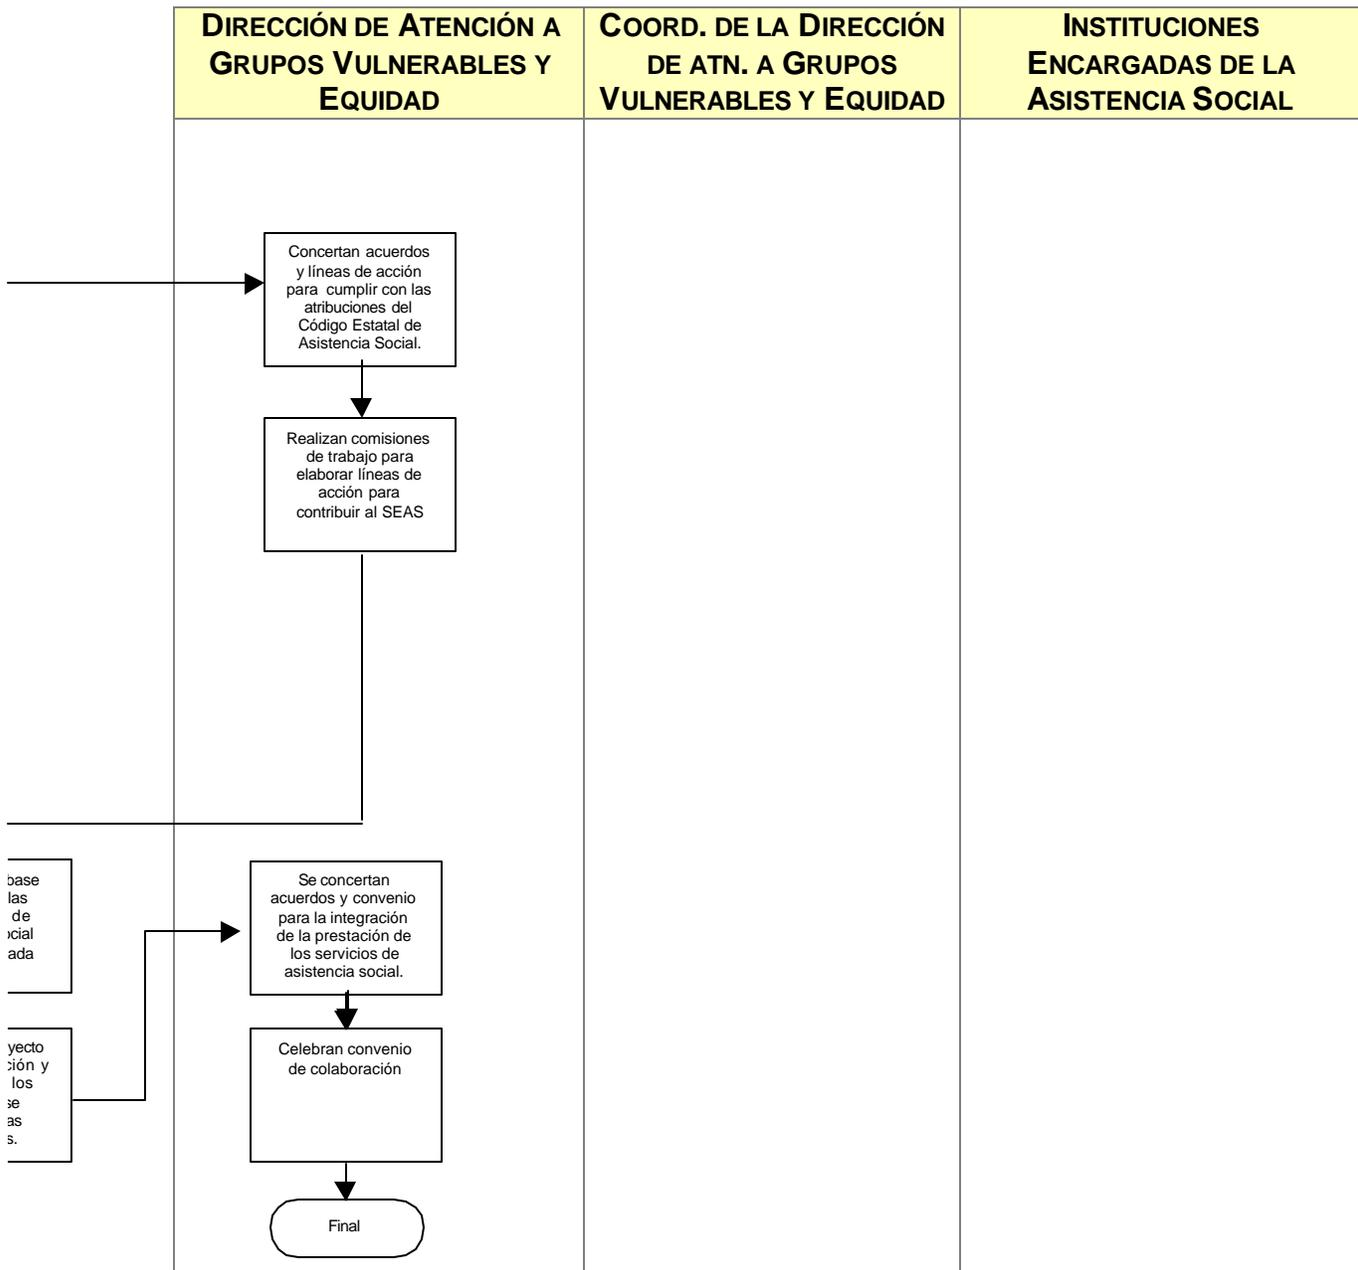 DIRECCIÓN DE ATENCIÓN A
GRUPOS VULNERABLES Y
EQUIDAD
COORD. DE LA DIRECCIÓN
DE ATN. A GRUPOS
VULNERABLES Y EQUIDAD
INSTITUCIONES
ENCARGADAS DE LA
ASISTENCIA SOCIAL
Concertan acuerdos
y líneas de acción
para cumplir con las
atribuciones del
Código Estatal de
Asistencia Social.
Realizan comisiones
de trabajo para
elaborar líneas de
acción para
contribuir al SEAS
base
las
de
ocial
ada
Se concertan
acuerdos y convenio
para la integración
de la prestación de
los servicios de
asistencia social.
yecto
ción y
los
se
as
s.
Celebran convenio
de colaboración
Final